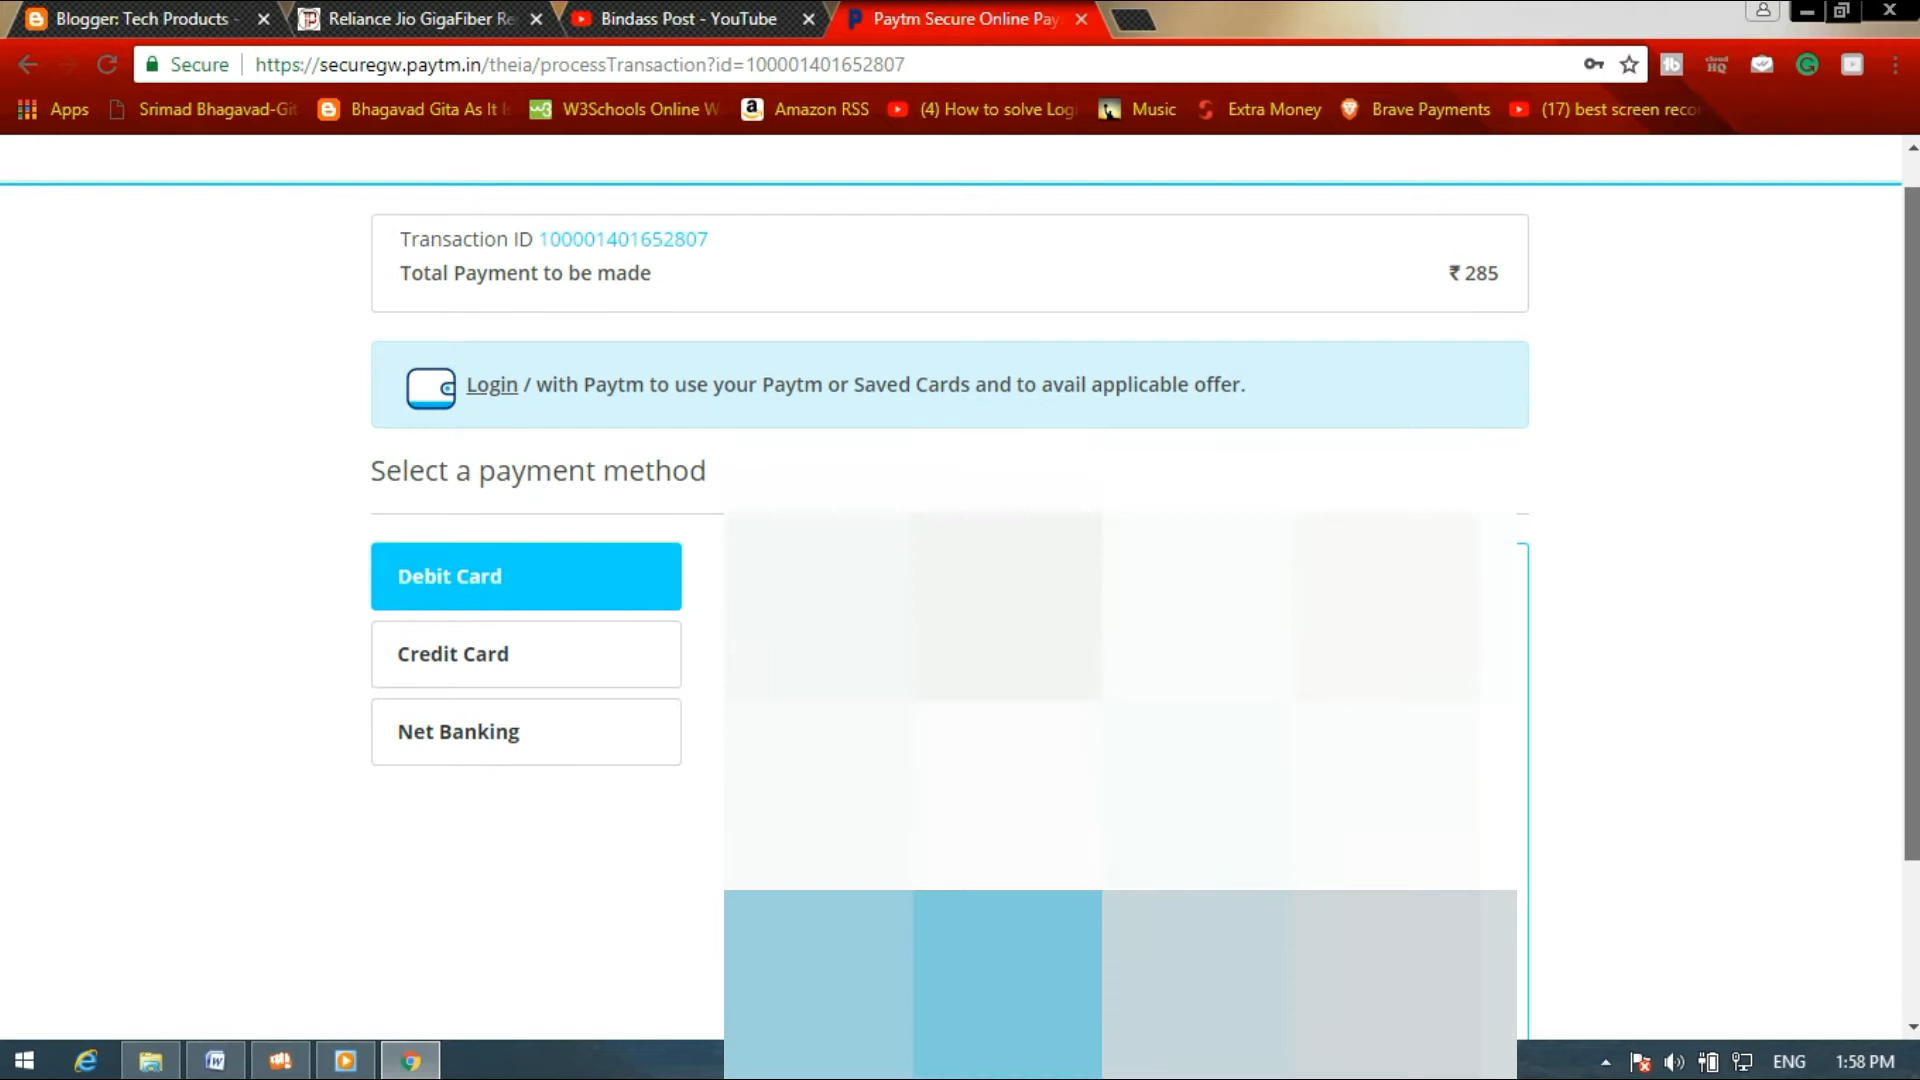 Blogger: Tech Products -
Reliance Jio GigaFiber Re
Bindass Post - YouTube
Paytm Secure Online Pay
Secure
https://securegw.paytm.in/theia/processTransaction?id=100001401652807
Apps
Srimad Bhagavad-Git
Bhagavad Gita As It Is
W3Schools Online W
Amazon RSS
(4) How to solve Logi
Music
Extra Money
Brave Payments
(17) best screen reco
Transaction ID 100001401652807
Total Payment to be made ₹ 285
Login / with Paytm to use your Paytm or Saved Cards and to avail applicable offer.
Select a payment method
Debit Card
Credit Card
Net Banking
ENG
1:58 PM